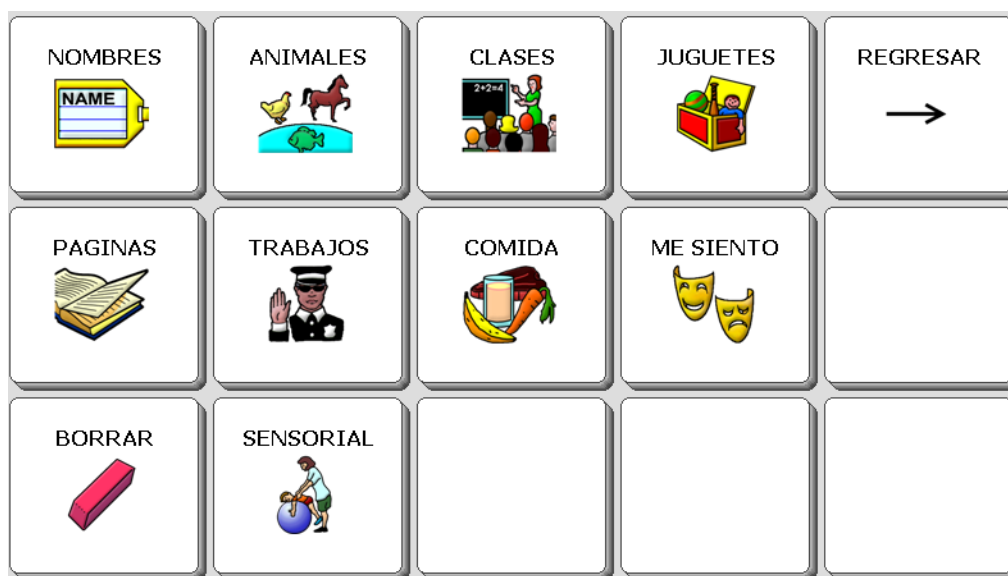 NOMBRES
ANIMALES
CLASES
JUGUETES
REGRESAR
NAME
2+2=4
PAGINAS
TRABAJOS
COMIDA
ME SIENTO
BORRAR
SENSORIAL